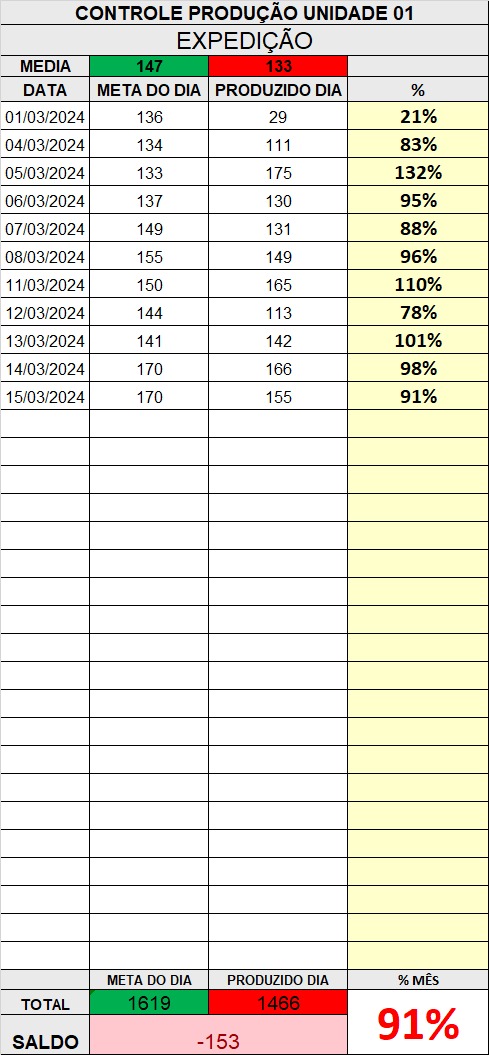 CONTROLE PRODUÇÃO UNIDADE 01
EXPEDIÇÃO
MEDIA 147 133
DATA META DO DIA PRODUZIDO DIA %
01/03/2024 136 29 21%
04/03/2024 134 111 83%
05/03/2024 133 175 132%
06/03/2024 137 130 95%
07/03/2024 149 131 88%
08/03/2024 155 149 96%
11/03/2024 150 165 110%
12/03/2024 144 113 78%
13/03/2024 141 142 101%
14/03/2024 170 166 98%
15/03/2024 170 155 91%
META DO DIA PRODUZIDO DIA % MÊS
TOTAL 1619 1466 91%
SALDO -153